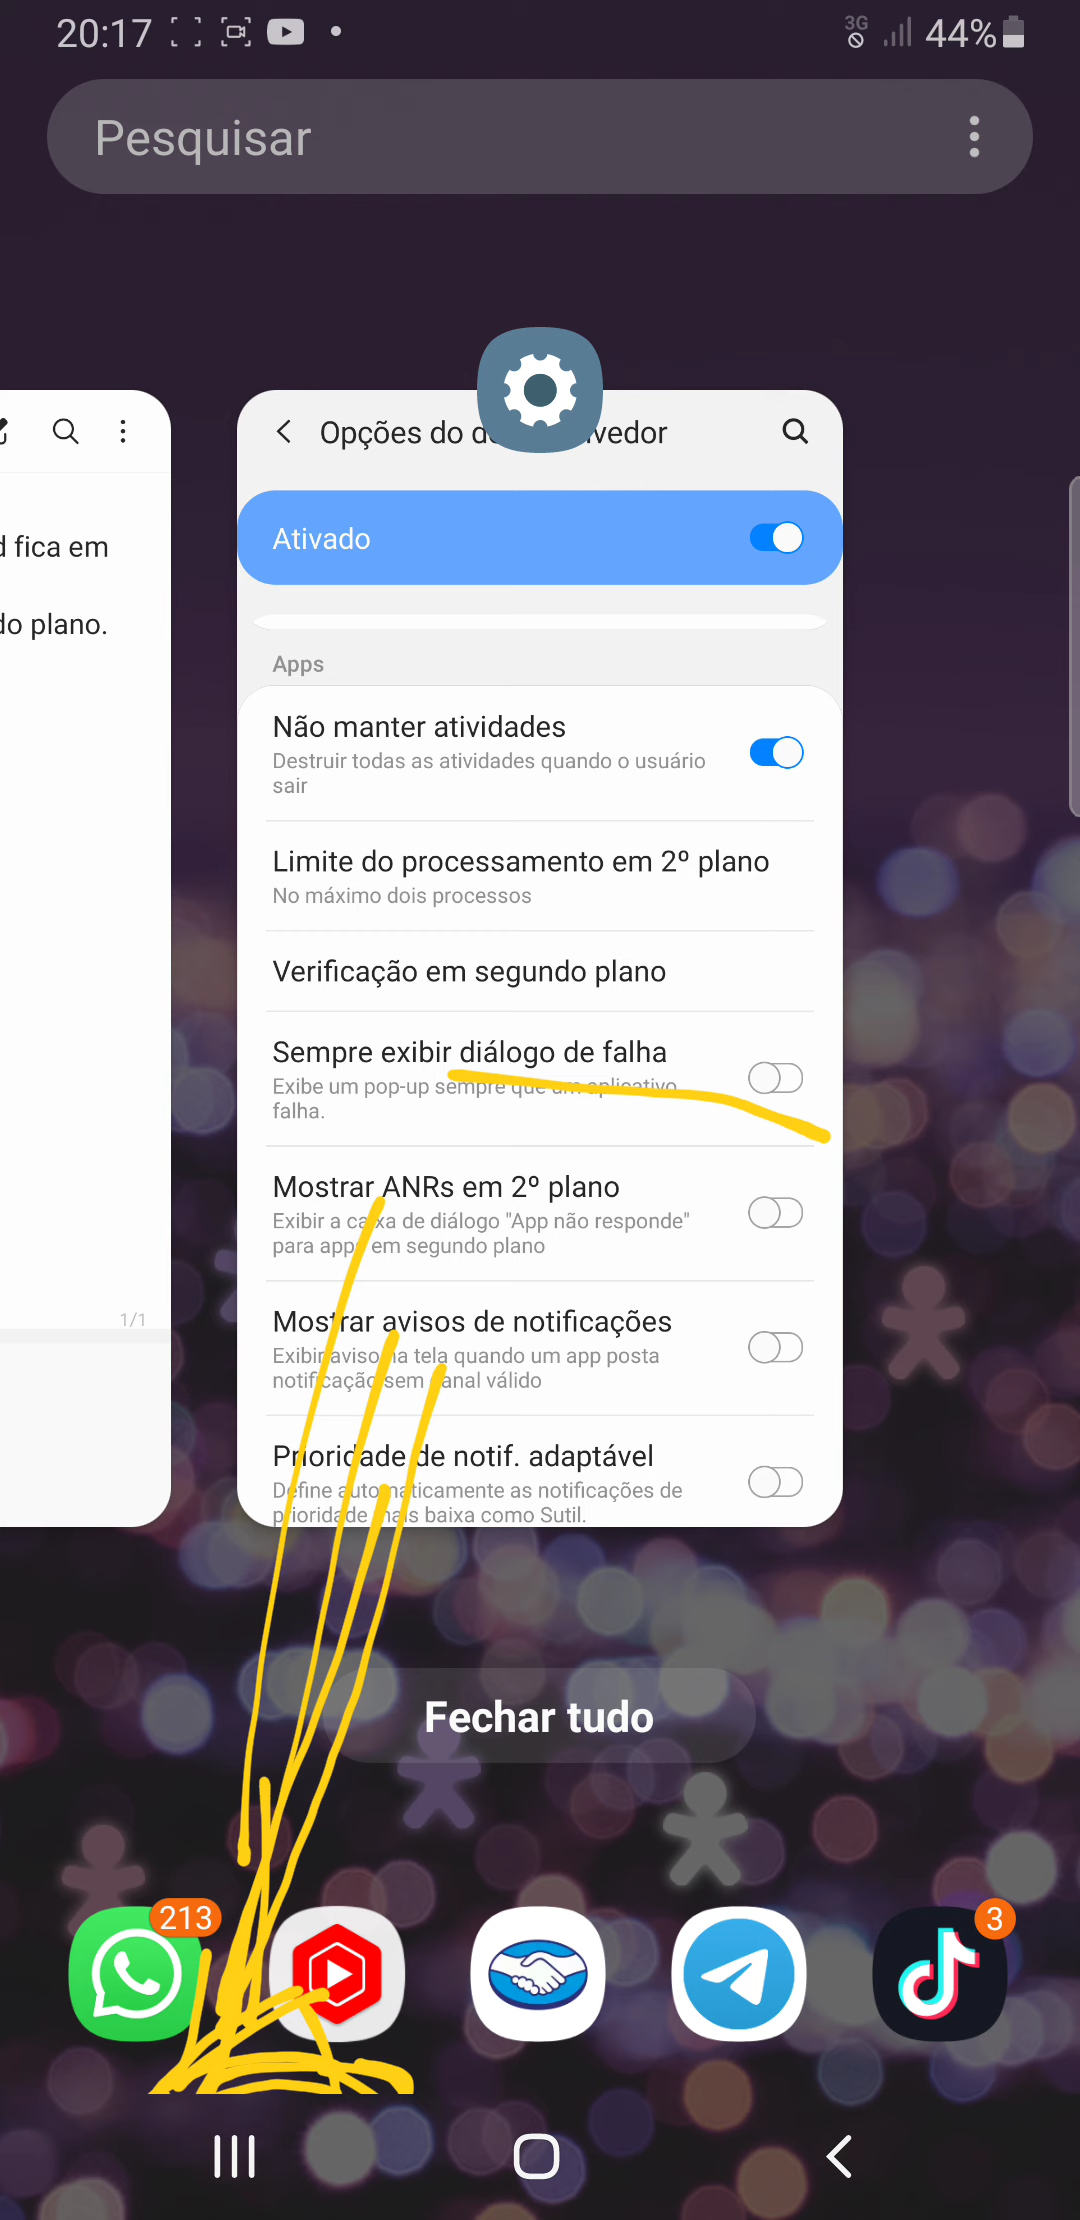 20:17
3G
44%
Pesquisar
Opções do d vedor
Ativado
d fica em
do plano.
Apps
Não manter atividades
Destruir todas as atividades quando o usuário
sair
Limite do processamento em 2º plano
No máximo dois processos
Verificação em segundo plano
Sempre exibir diálogo de falha
Exibe um pop-up sempre que um aplicativo
falha.
Mostrar ANRs em 2º plano
Exibir a caixa de diálogo "App não responde"
para apps em segundo plano
1/1
Mostrar avisos de notificações
Exibir aviso na tela quando um app posta
notificação sem canal válido
Prioridade de notif. adaptável
Define automaticamente as notificações de
prioridade mais baixa como Sutil.
Fechar tudo
213
3